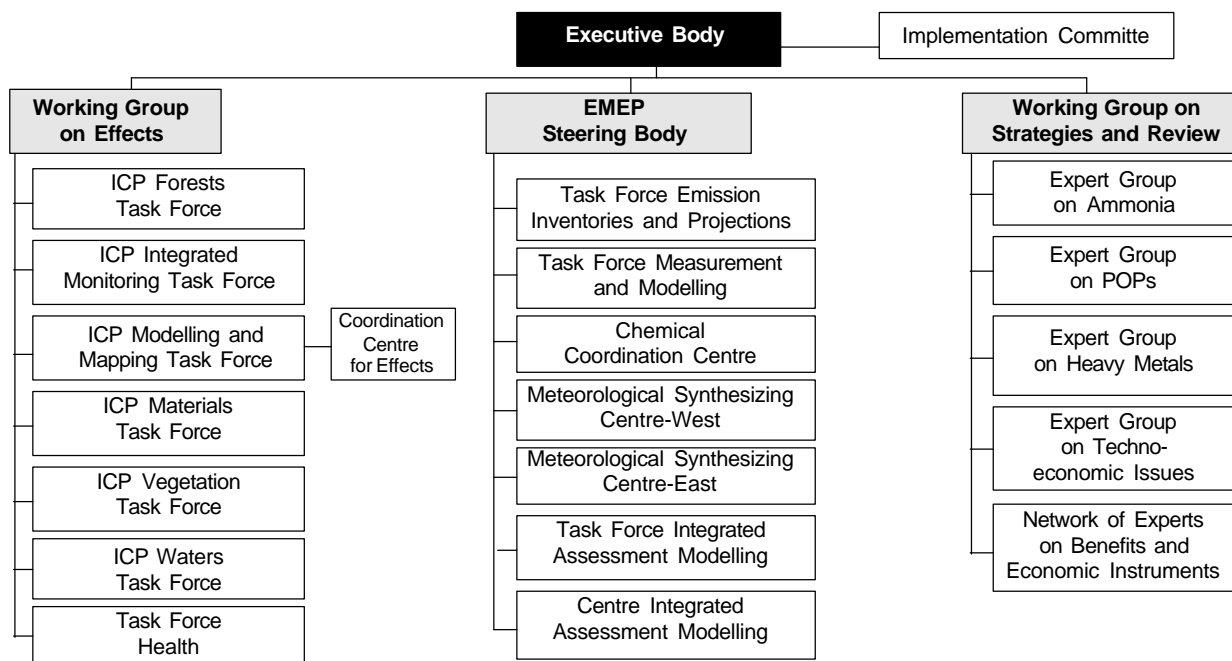 Executive Body
Implementation Committe
Working Group
on Effects
EMEP
Steering Body
Working Group on
Strategies and Review
ICP Forests
Task Force
ICP Integrated
Monitoring Task Force
ICP Modelling and
Mapping Task Force
Coordination
Centre
for Effects
ICP Materials
Task Force
ICP Vegetation
Task Force
ICP Waters
Task Force
Task Force
Health
Task Force Emission
Inventories and Projections
Task Force Measurement
and Modelling
Chemical
Coordination Centre
Meteorological Synthesizing
Centre-West
Meteorological Synthesizing
Centre-East
Task Force Integrated
Assessment Modelling
Centre Integrated
Assessment Modelling
Expert Group
on Ammonia
Expert Group
on POPs
Expert Group
on Heavy Metals
Expert Group
on Techno-
economic Issues
Network of Experts
on Benefits and
Economic Instruments